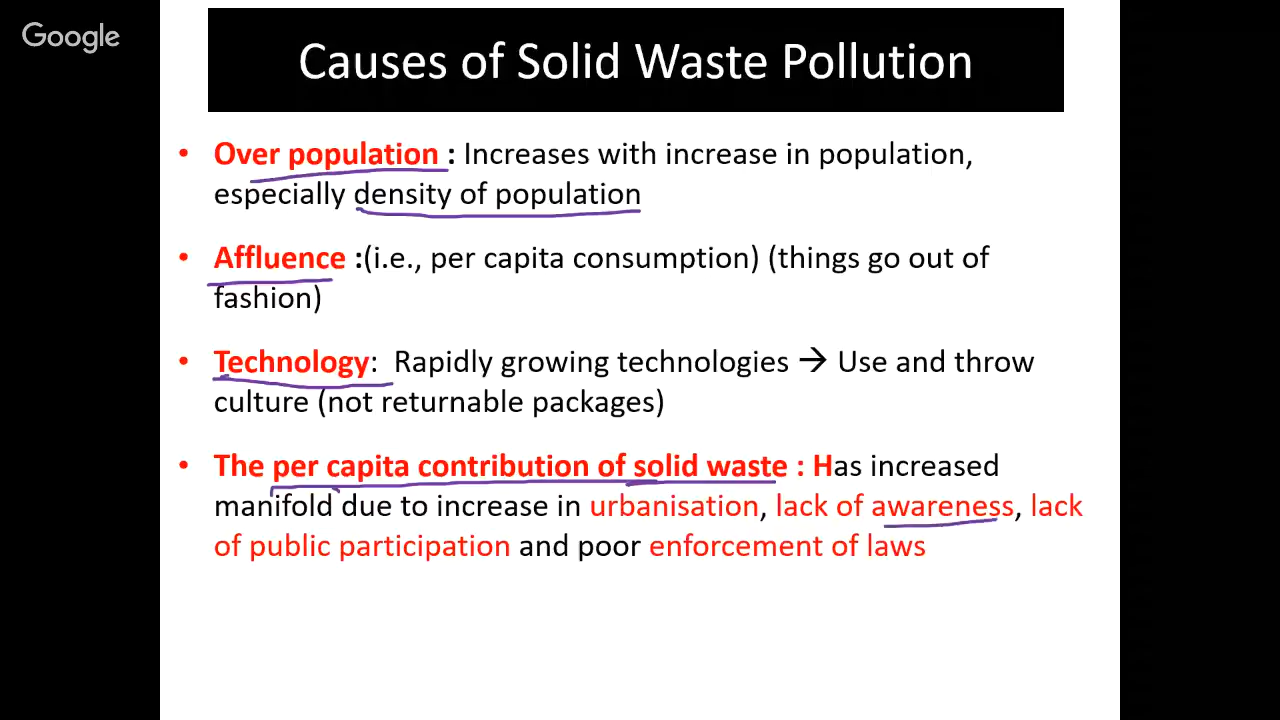 Google
Causes of Solid Waste Pollution
• Over population : Increases with increase in population,
especially density of population
• Affluence :(i.e., per capita consumption) (things go out of
fashion)
• Technology: Rapidly growing technologies → Use and throw
culture (not returnable packages)
• The per capita contribution of solid waste : Has increased
manifold due to increase in urbanisation, lack of awareness, lack
of public participation and poor enforcement of laws